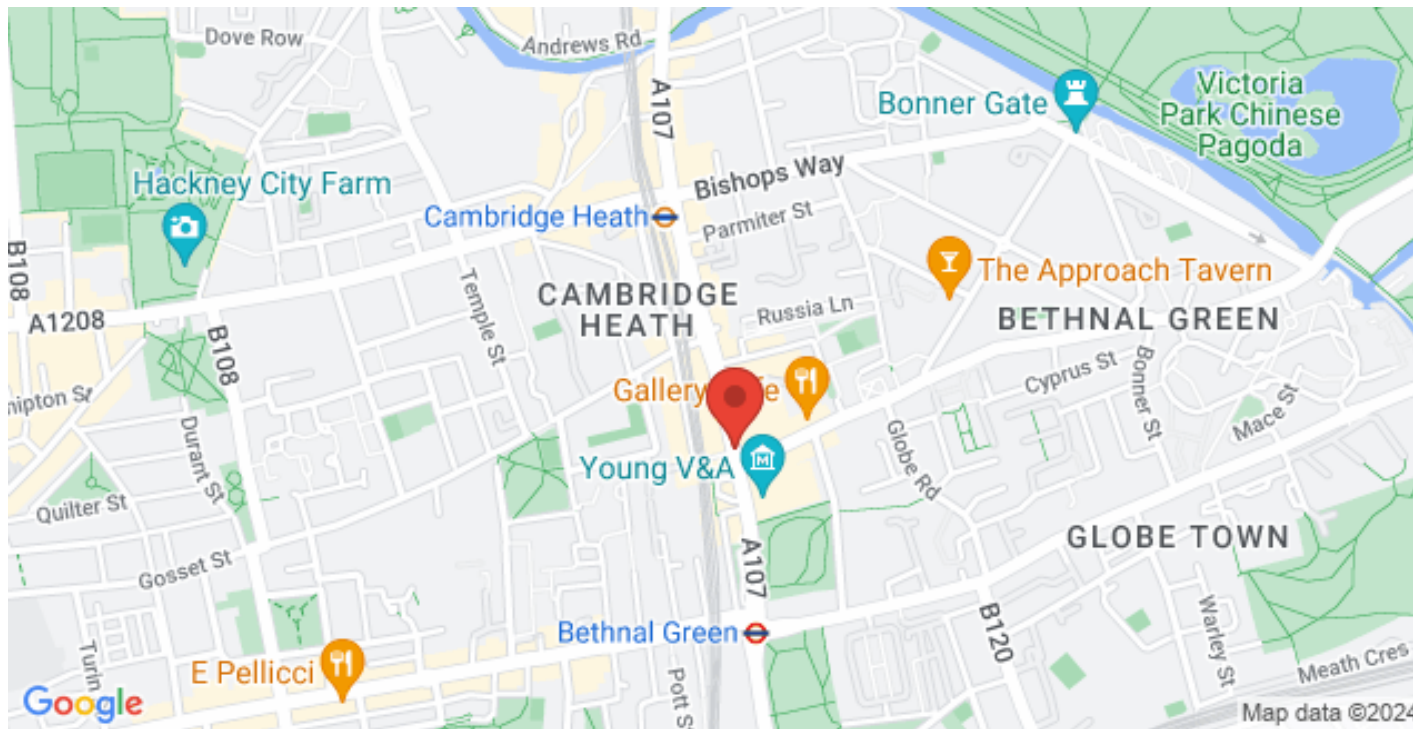 Dove Row
Andrews Rd
A107
Bonner Gate
Victoria
Park Chinese
Pagoda
Hackney City Farm
Bishops Way
Cambridge Heath
Parmiter St
B108
The Approach Tavern
Temple St
CAMBRIDGE
HEATH
Russia Ln
BETHNAL GREEN
A1208
B108
Bonner St
Cyprus St
Gallery
Mace St
Durant St
Globe Rd
Young V&A
Quilter St
GLOBE TOWN
Gosset St
A107
Bethnal Green
B120
Warley St
Turin
E Pellicci
Pott S
Meath Cres
Google
Map data ©2024